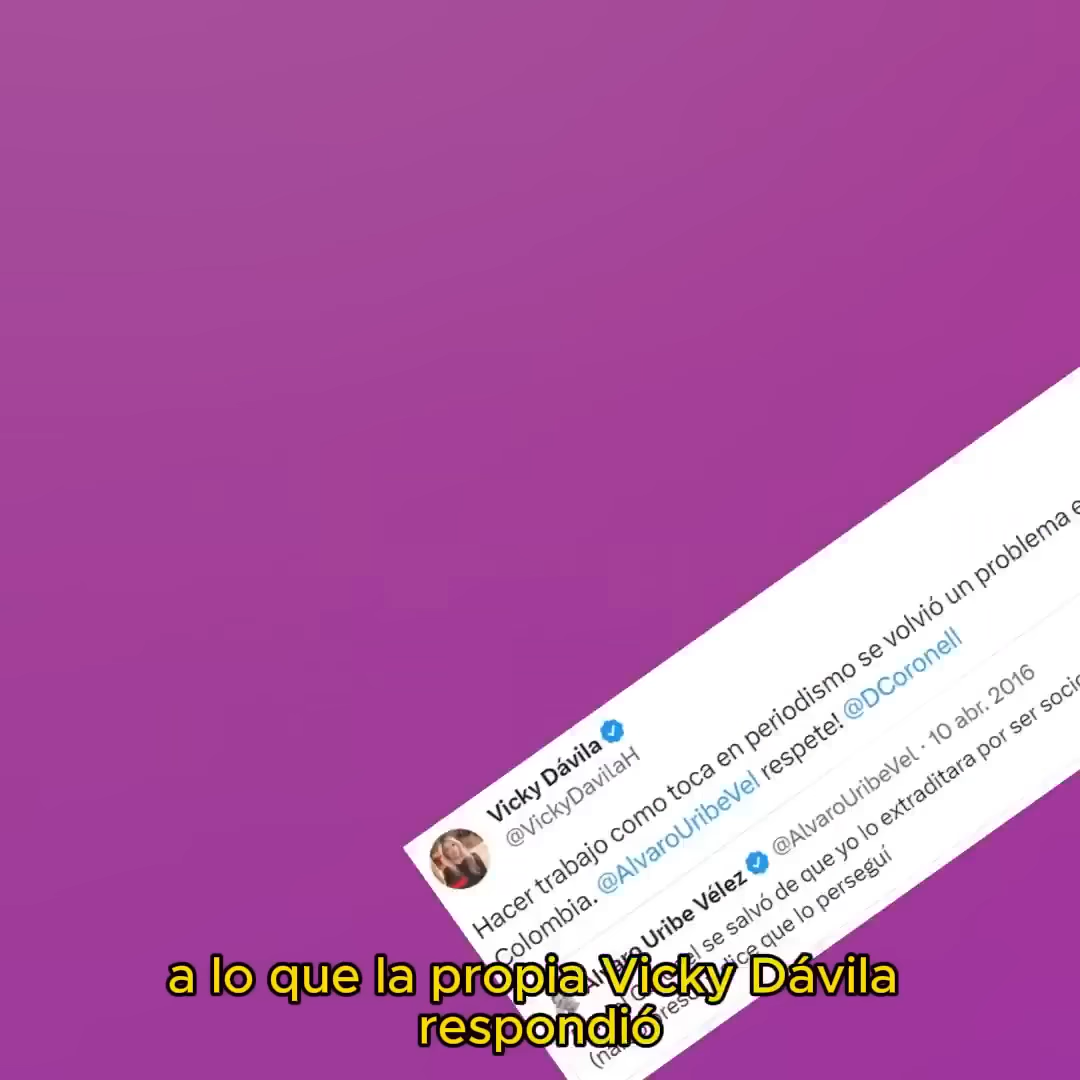 Vicky Dávila
@VickyDavilaH
Hacer trabajo como toca en periodismo se volvió un problema
Colombia. @AlvaroUribeVel respete! @DCoronell
Alvaro Uribe Vélez @AlvaroUribeVel · 10 abr. 2016
se salvó de que yo lo extraditara por ser
que lo perseguí
a lo que la propia Vicky Dávila
respondió